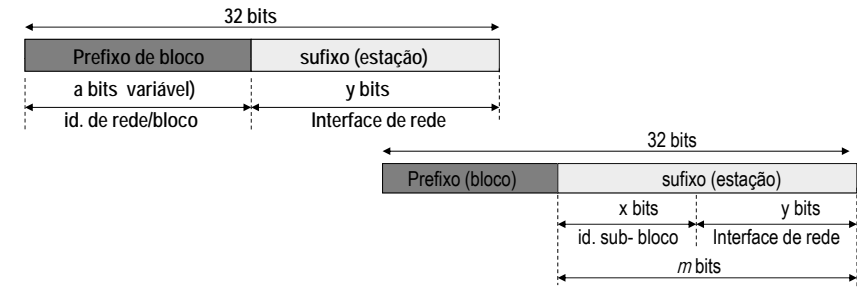 32 bits
Prefixo de bloco sufixo (estação)
a bits variável) y bits
id. de rede/bloco Interface de rede
32 bits
Prefixo (bloco) sufixo (estação)
x bits y bits
id. sub- bloco Interface de rede
m bits